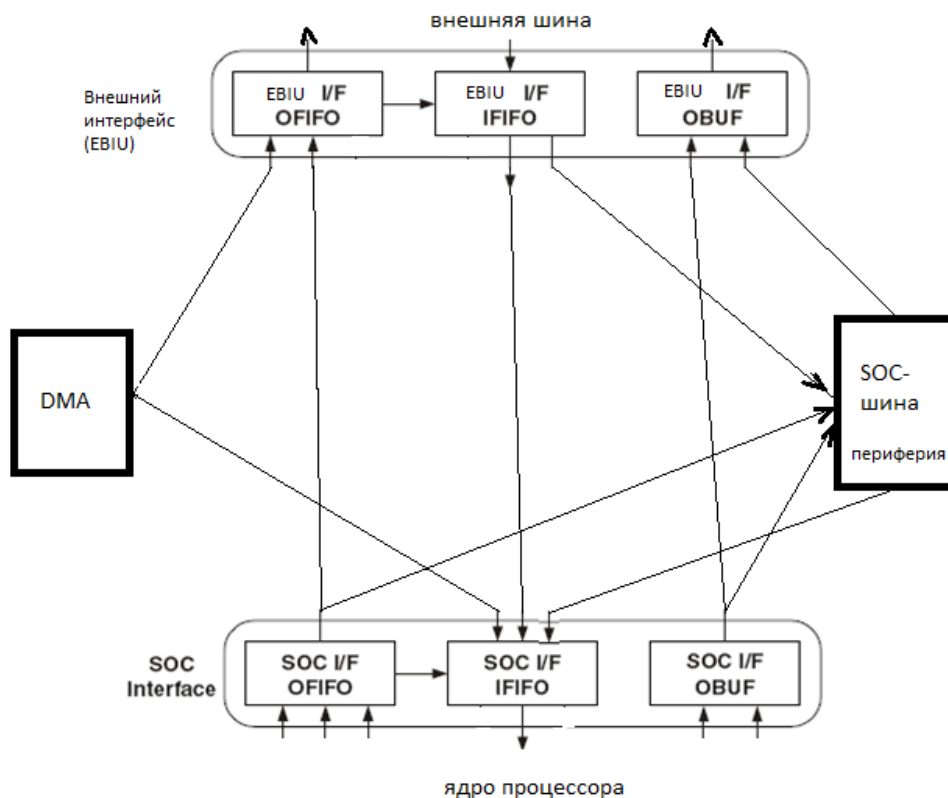 внешняя шина
Внешний
интерфейс
(EBIU)
EBIU I/F
OFIFO
EBIU I/F
IFIFO
EBIU I/F
OBUF
DMA
SOC-
шина
периферия
SOC
Interface
SOC I/F
OFIFO
SOC I/F
IFIFO
SOC I/F
OBUF
ядро процессора